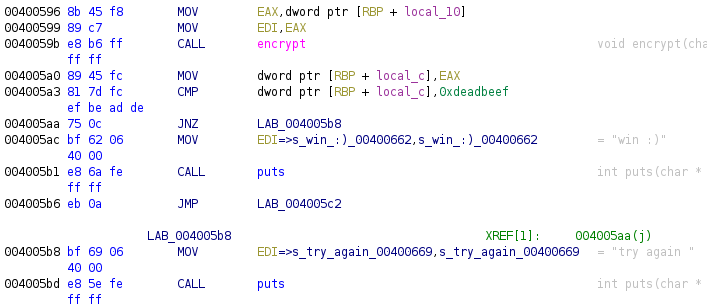 00400596 8b 45 f8 MOV EAX,dword ptr [RBP + local_10]
00400599 89 c7 MOV EDI,EAX
0040059b e8 b6 ff CALL encrypt void encrypt(cha
ff ff
004005a0 89 45 fc MOV dword ptr [RBP + local_c],EAX
004005a3 81 7d fc CMP dword ptr [RBP + local_c],0xdeadbeef
ef be ad de
004005aa 75 0c JNZ LAB_004005b8
004005ac bf 62 06 MOV EDI=>s_win_:)_00400662,s_win_:)_00400662 = "win :)"
40 00
004005b1 e8 6a fe CALL puts int puts(char *
ff ff
004005b6 eb 0a JMP LAB_004005c2
LAB_004005b8 XREF[1]: 004005aa(j)
004005b8 bf 69 06 MOV EDI=>s_try_again_00400669,s_try_again_00400669 = "try again "
40 00
004005bd e8 5e fe CALL puts int puts(char *
ff ff